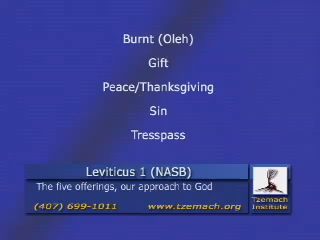 Burnt (Oleh)
Gift
Peace/Thanksgiving
Sin
Tresspass
Leviticus 1 (NASB)
The five offerings, our approach to God
(407) 699-1011 www.tzemach.org
Tzemach
Institute